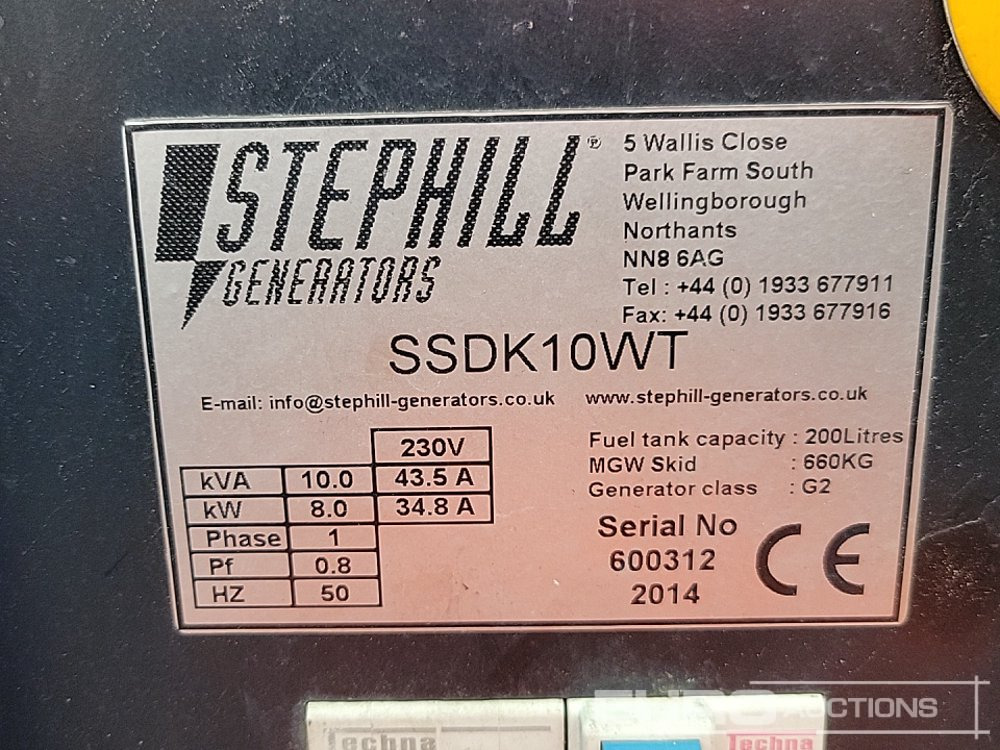 STEPHILL®
GENERATORS
5 Wallis Close
Park Farm South
Wellingborough
Northants
NN8 6AG
Tel : +44 (0) 1933 677911
Fax: +44 (0) 1933 677916
SSDK10WT
E-mail: info@stephill-generators.co.uk www.stephill-generators.co.uk
230V
kVA 10.0 43.5 A
kW 8.0 34.8 A
Phase 1
Pf 0.8
HZ 50
Fuel tank capacity : 200Litres
MGW Skid : 660KG
Generator class : G2
Serial No
600312
2014
CE
Techna
Techna
EURO
AUCTIONS